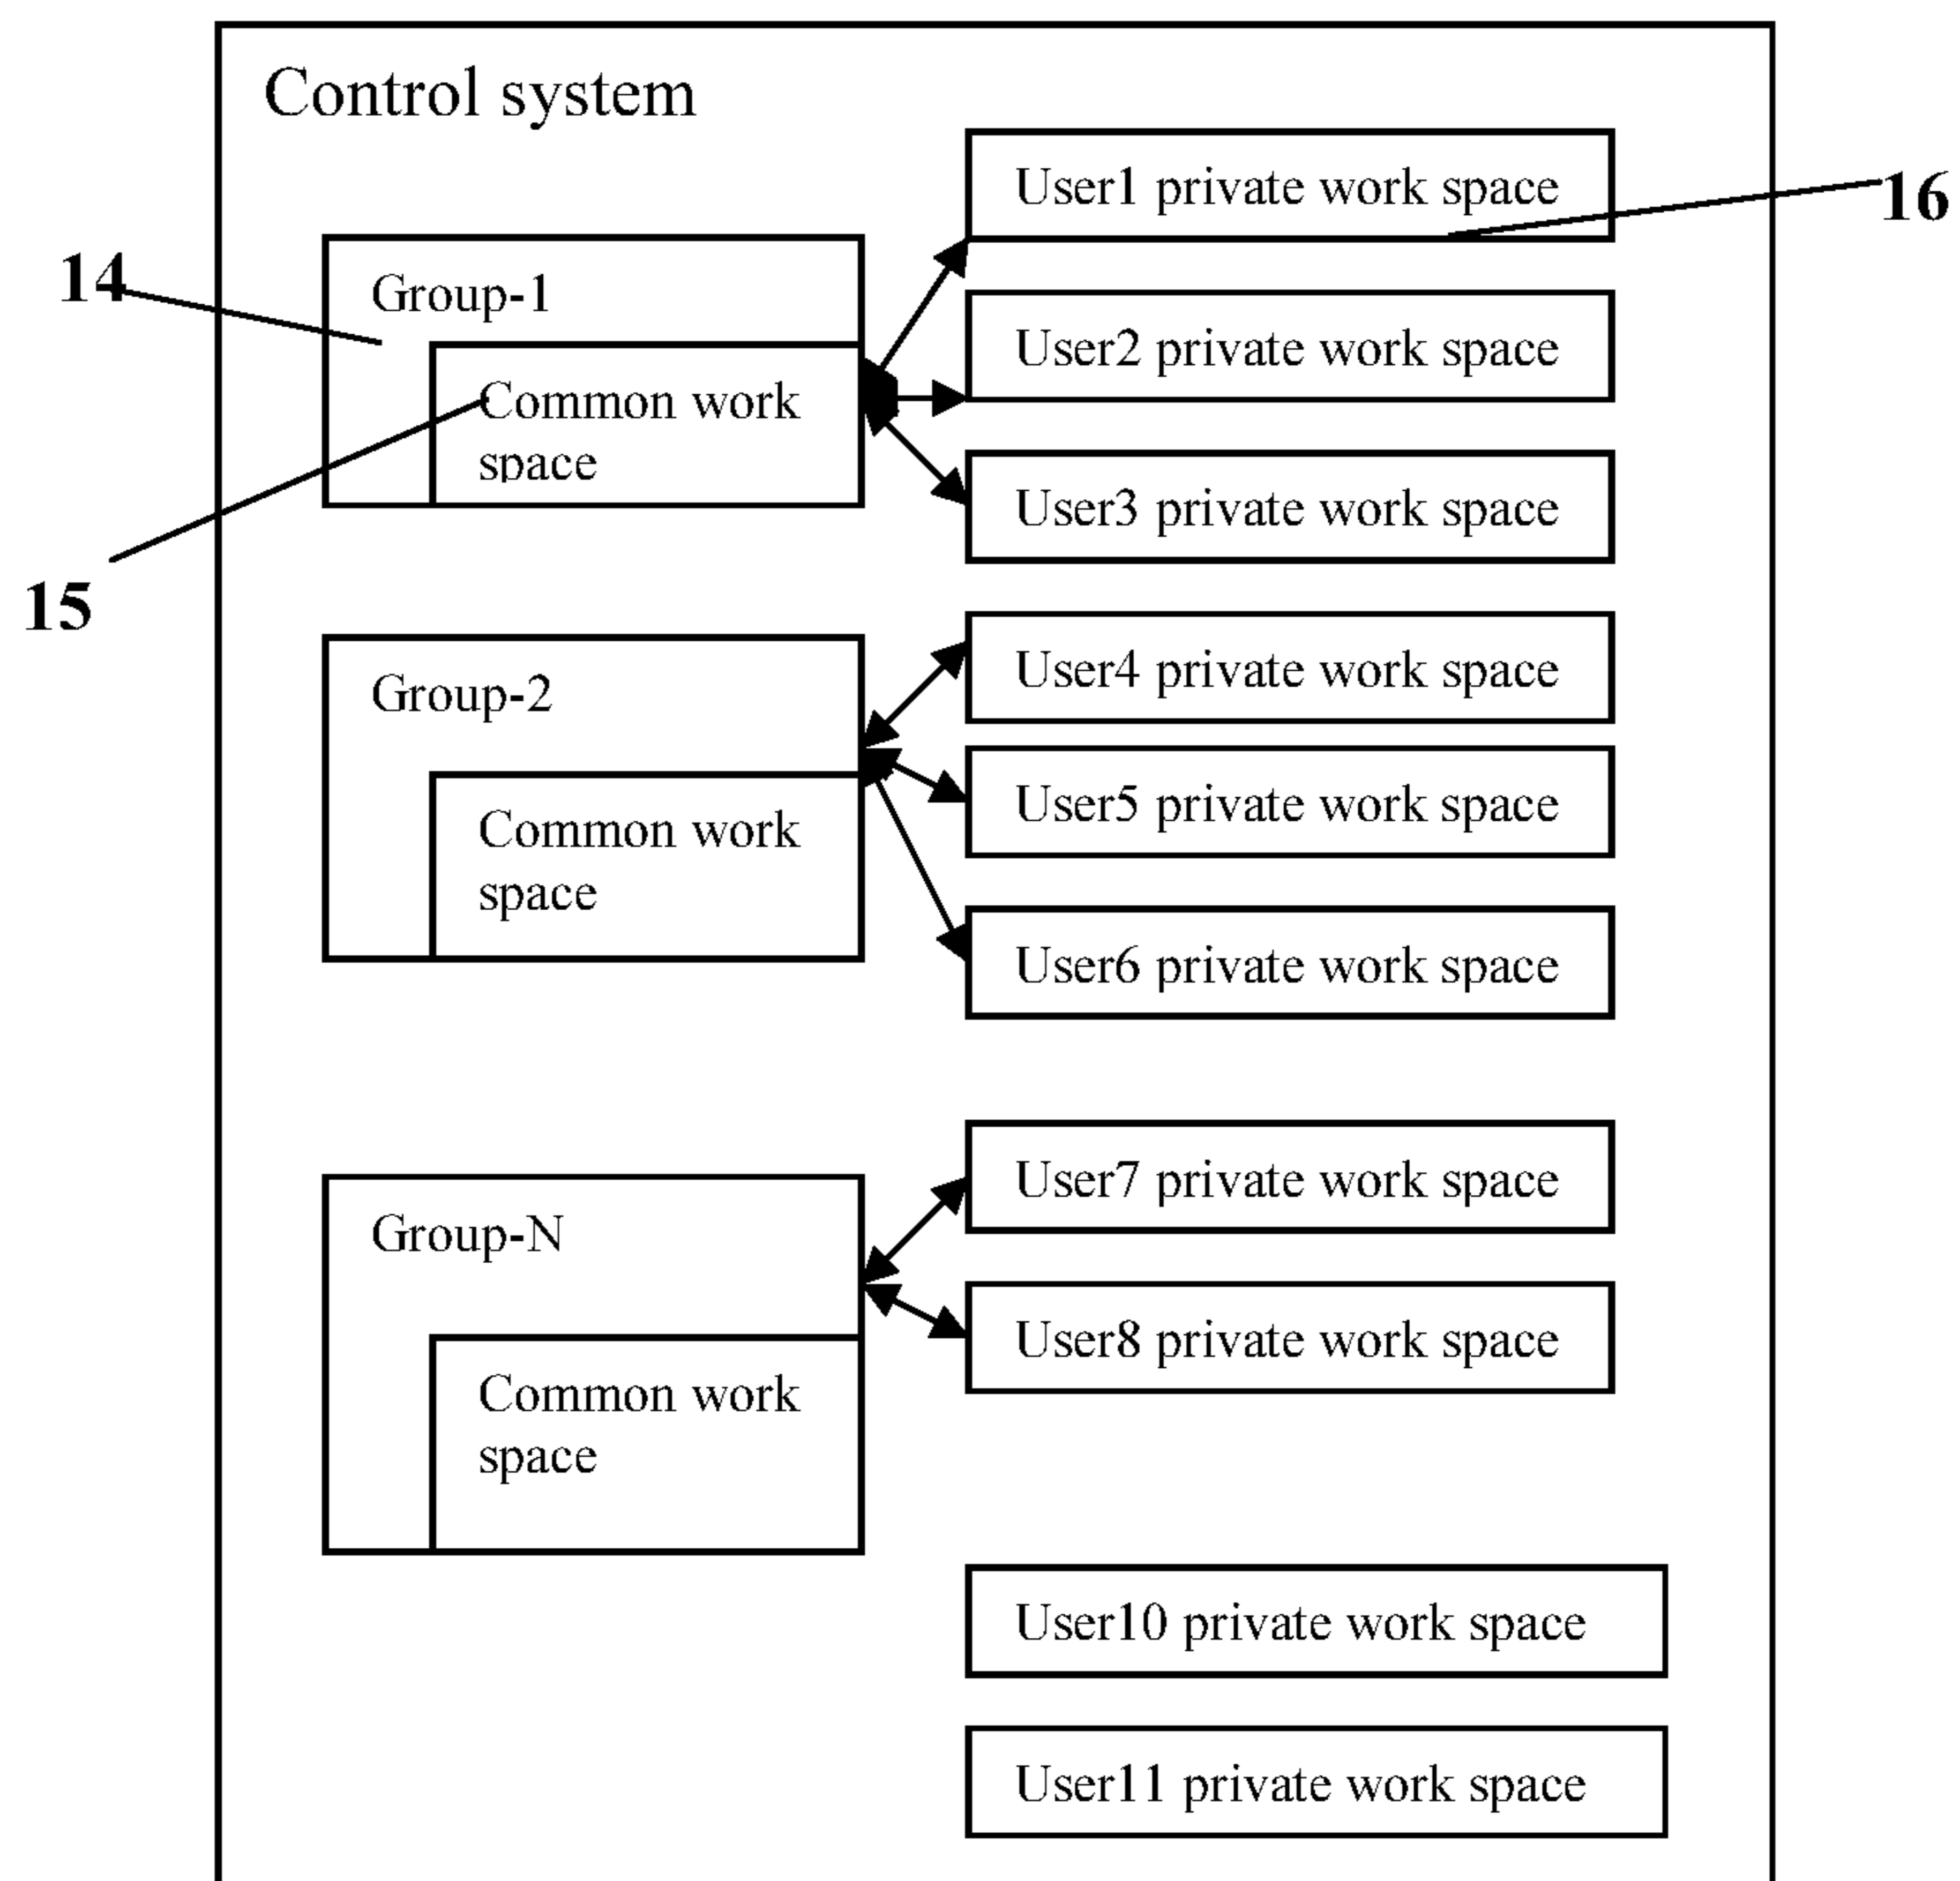 Control system
User1 private work space
16
14
Group-1
User2 private work space
Common work
space
User3 private work space
15
Group-2
User4 private work space
User5 private work space
Common work
space
User6 private work space
Group-N
User7 private work space
User8 private work space
Common work
space
User10 private work space
User11 private work space